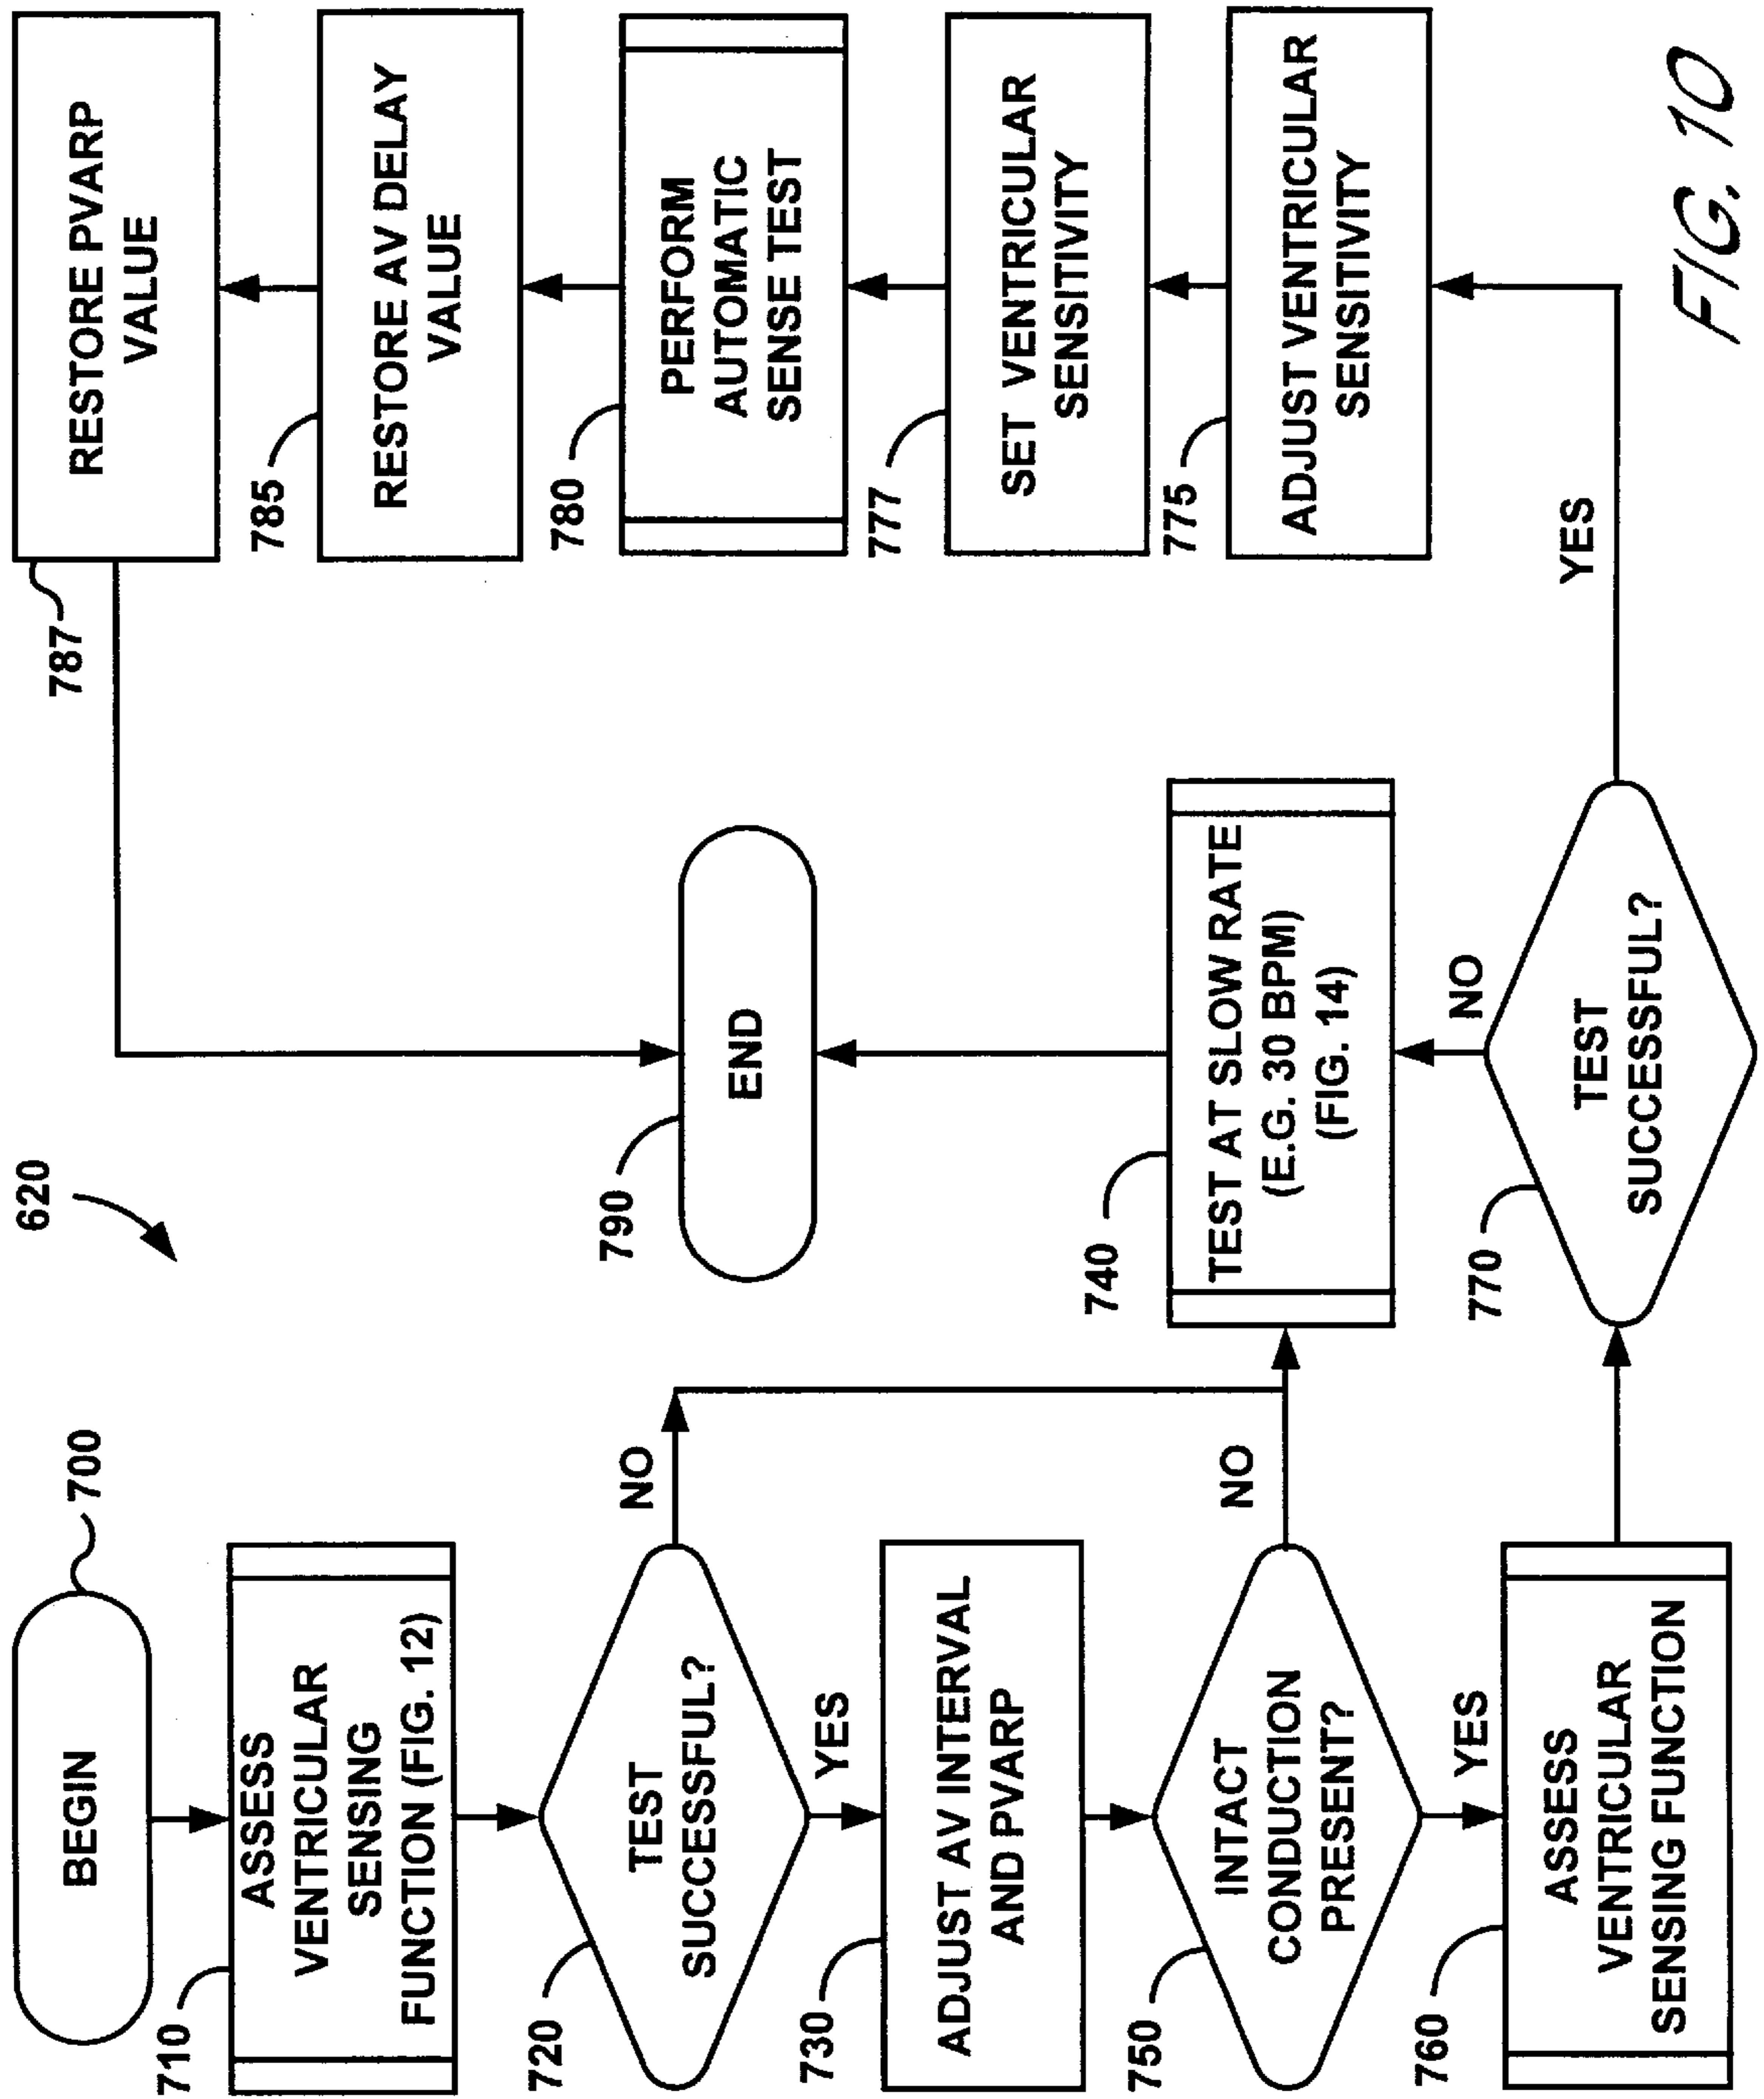 620
BEGIN
700
710
ASSESS
VENTRICULAR
SENSING
FUNCTION (FIG. 12)
720
TEST
SUCCESSFUL?
NO
YES
730
ADJUST AV INTERVAL
AND PVARP
750
INTACT
CONDUCTION
PRESENT?
NO
YES
760
ASSESS
VENTRICULAR
SENSING FUNCTION
790
END
740
TEST AT SLOW RATE
(E.G. 30 BPM)
(FIG. 14)
NO
770
TEST
SUCCESSFUL?
YES
787
RESTORE PVARP
VALUE
785
RESTORE AV DELAY
VALUE
780
PERFORM
AUTOMATIC
SENSE TEST
777
SET VENTRICULAR
SENSITIVITY
775
ADJUST VENTRICULAR
SENSITIVITY
FIG. 10